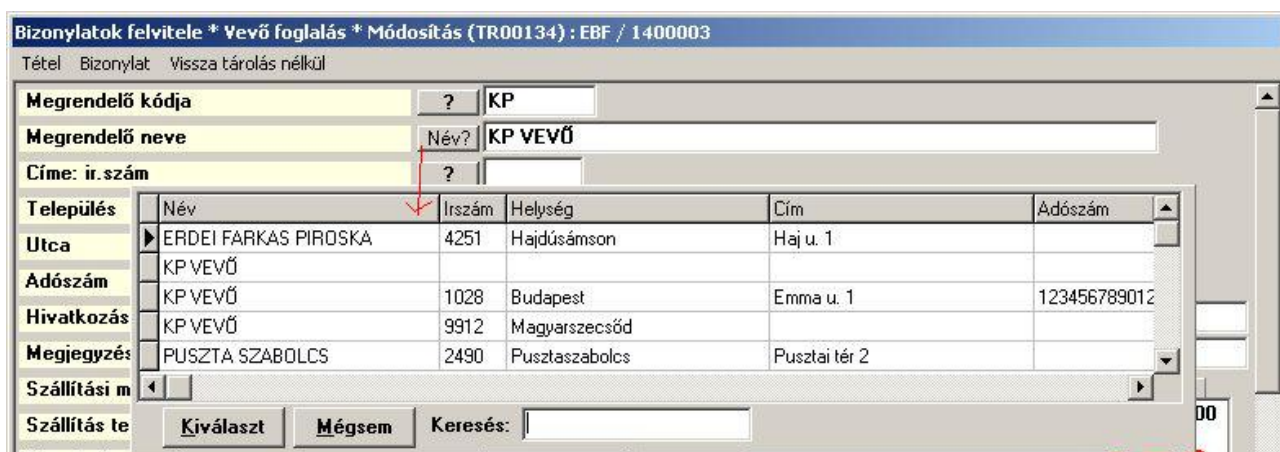 Bizonylatok felvitele * Vevő foglalás * Módosítás (TR00134) : EBF / 1400003
Tétel Bizonylat Vissza tárolás nélkül
Megrendelő kódja ? KP
Megrendelő neve Név? KP VEVŐ
Címe: ir.szám ?
Település
Utca
Adószám
Hivatkozás
Megjegyzés
Szállítási m
Szállítás te
Név Irszám Helység Cím Adószám
ERDEI FARKAS PIROSKA 4251 Hajdúsámson Haj u. 1
KP VEVŐ
KP VEVŐ 1028 Budapest Emma u. 1 123456789012
KP VEVŐ 9912 Magyarszecsőd
PUSZTA SZABOLCS 2490 Pusztaszabolcs Pusztai tér 2
Kiválaszt Mégsem Keresés:
00